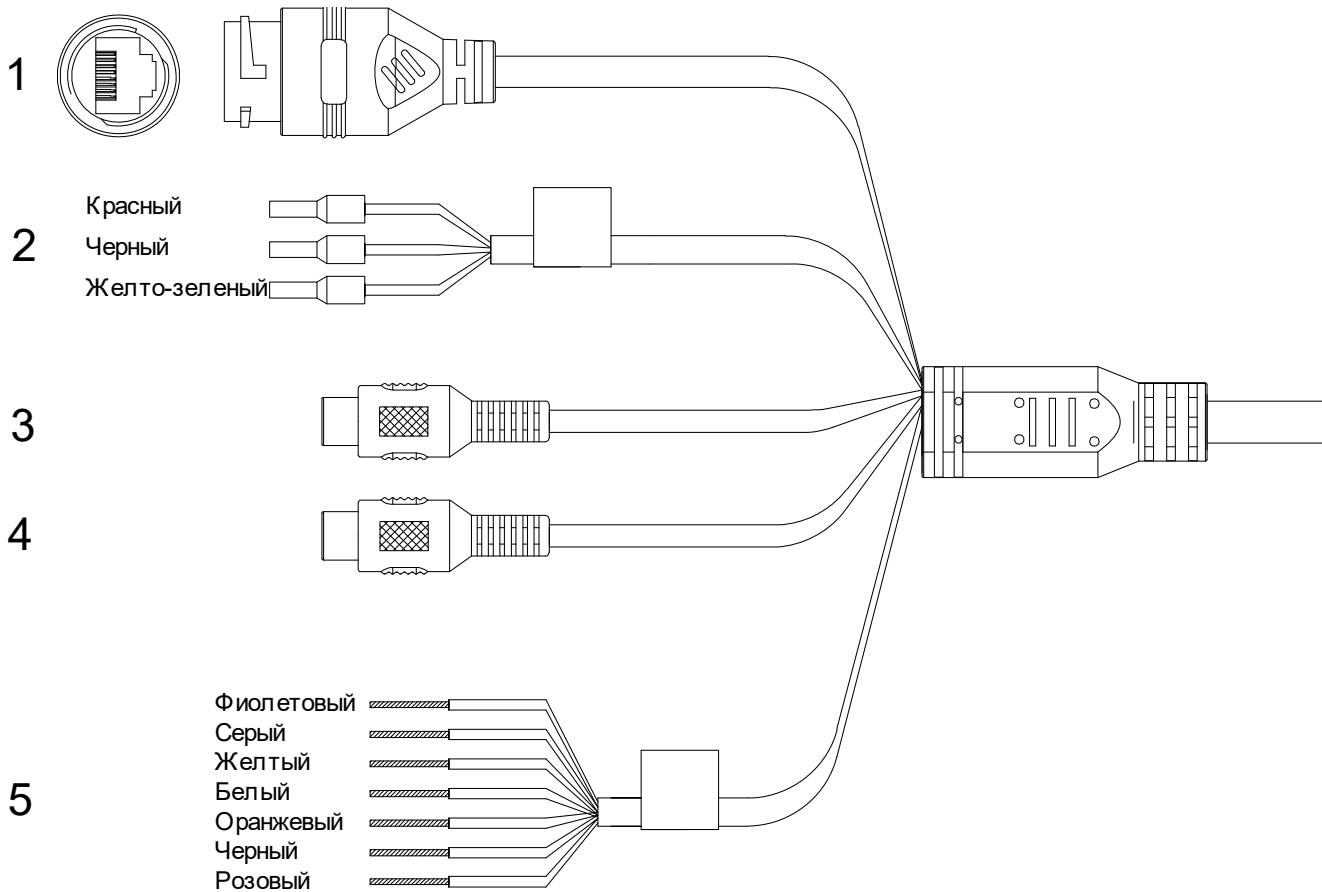 1
Красный
2
Черный
Желто-зеленый
3
4
Фиолетовый
Серый
Желтый
Белый
5
Оранжевый
Черный
Розовый